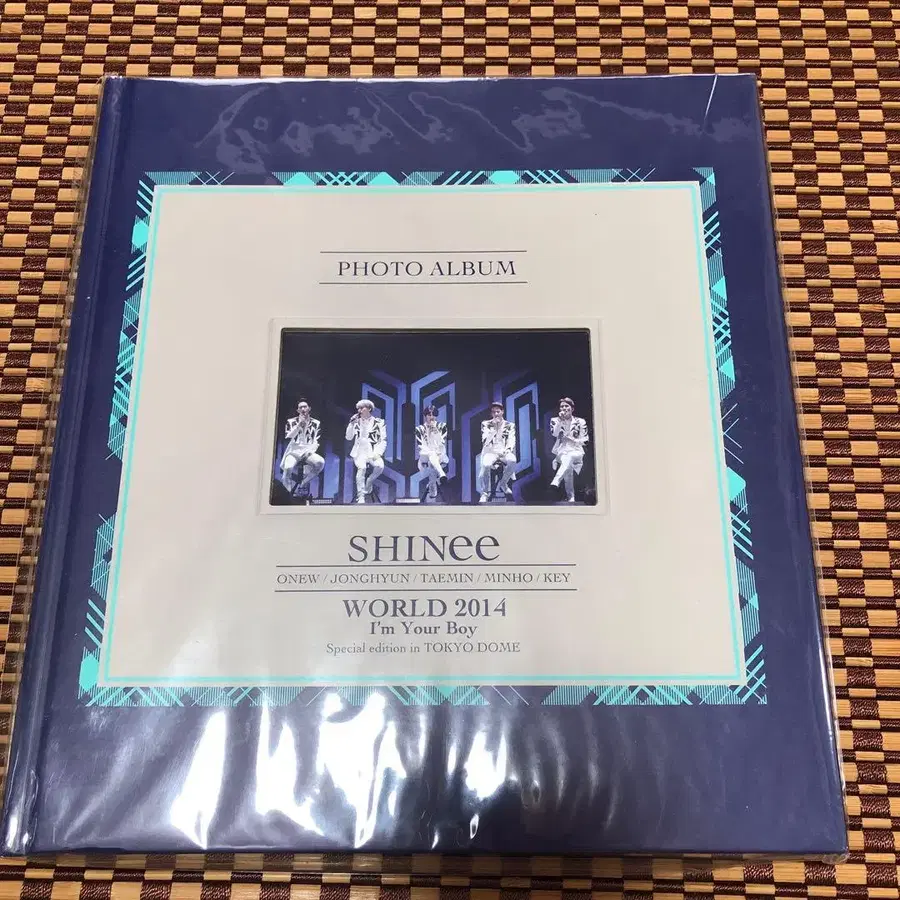 PHOTO ALBUM
SHINee
ONEW / JONGHYUN / TAEMIN / MINHO / KEY
WORLD 2014
I'm Your Boy
Special edition in TOKYO DOME